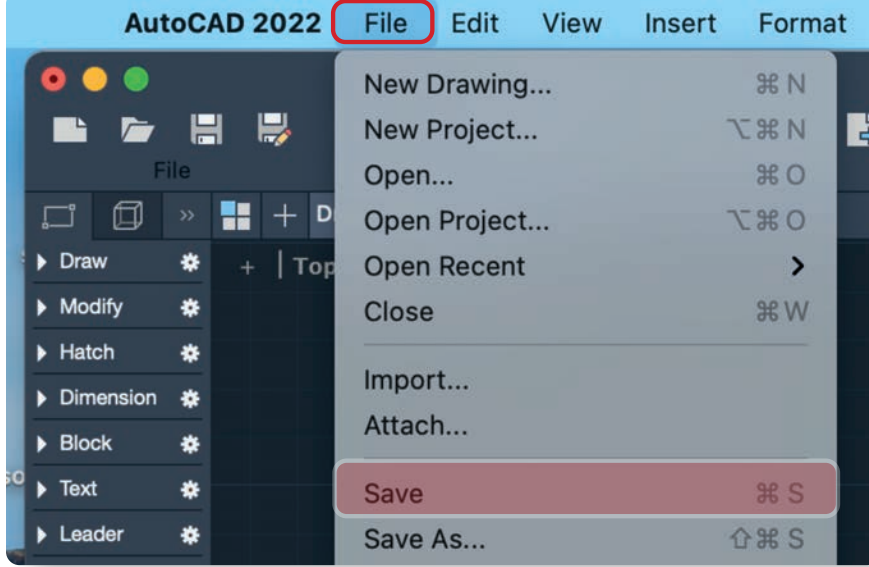 AutoCAD 2022 File Edit View Insert Format
New Drawing... ⌘ N
New Project... ⌥ ⌘ N
Open... ⌘ O
Open Project... ⌥ ⌘ O
Open Recent
Close ⌘ W
Import...
Attach...
Save ⌘ S
Save As... ⇧ ⌘ S
File
Top
Draw
Modify
Hatch
Dimension
Block
Text
Leader